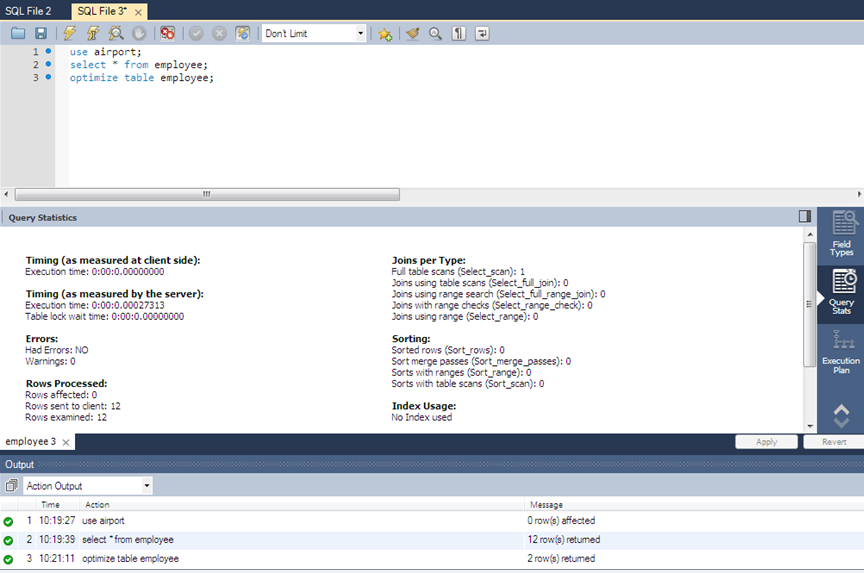 SQL File 2
SQL File 3*
Don't Limit
1 use airport;
2 select * from employee;
3 optimize table employee;
Query Statistics
Timing (as measured at client side):
Execution time: 0:00:0.00000000
Timing (as measured by the server):
Execution time: 0:00:0.00027313
Table lock wait time: 0:00:0.00000000
Errors:
Had Errors: NO
Warnings: 0
Rows Processed:
Rows affected: 0
Rows sent to client: 12
Rows examined: 12
Joins per Type:
Full table scans (Select_scan): 1
Joins using table scans (Select_full_join): 0
Joins using range search (Select_full_range_join): 0
Joins with range checks (Select_range_check): 0
Joins using range (Select_range): 0
Sorting:
Sorted rows (Sort_rows): 0
Sort merge passes (Sort_merge_passes): 0
Sorts with ranges (Sort_range): 0
Sorts with table scans (Sort_scan): 0
Index Usage:
No Index used
Field
Types
Query
Stats
Execution
Plan
employee 3
Apply
Revert
Output
Action Output
Time Action Message
1 10:19:27 use airport 0 row(s) affected
2 10:19:39 select * from employee 12 row(s) returned
3 10:21:11 optimize table employee 2 row(s) returned